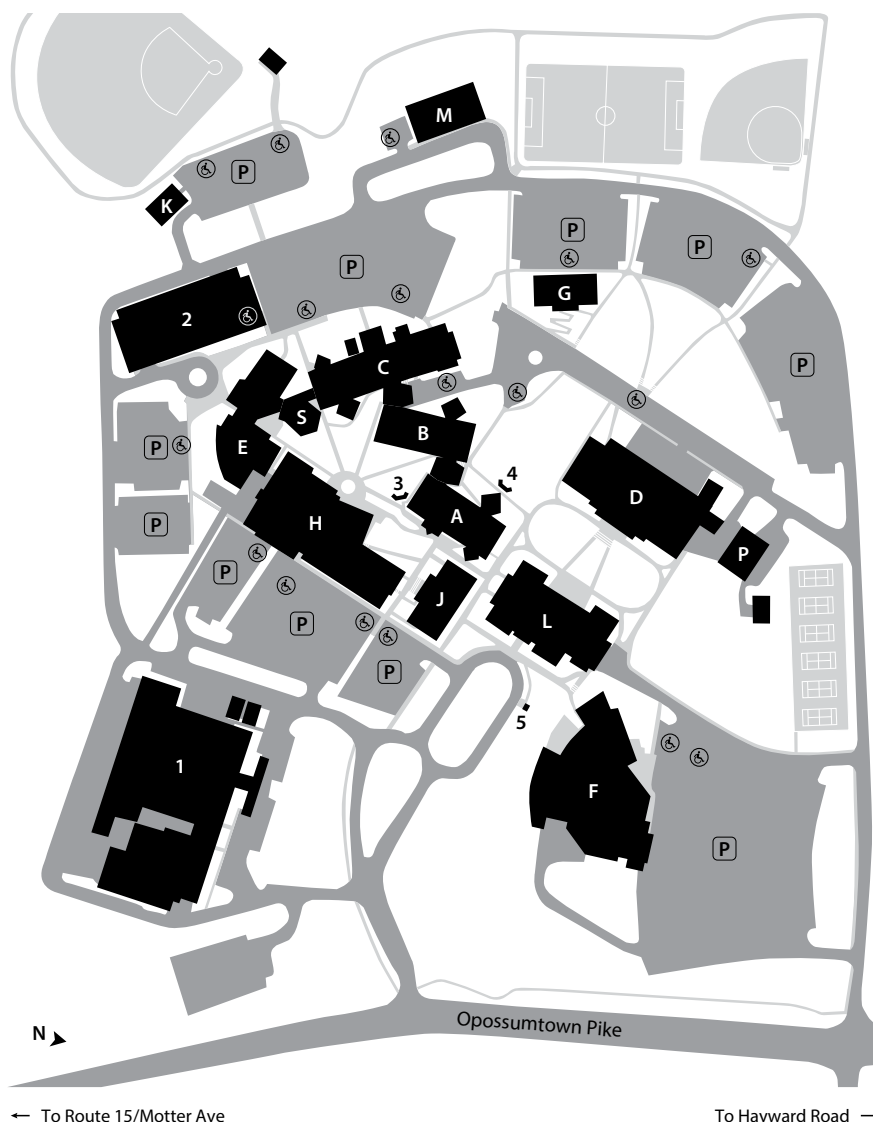 M
P
K
P
P
P
G
2
P
P
C
S
B
E
P
3
4
A
D
P
H
P
P
J
P
L
P
5
1
F
P
N
Opossumtown Pike
← To Route 15/Motter Ave
To Hayward Road